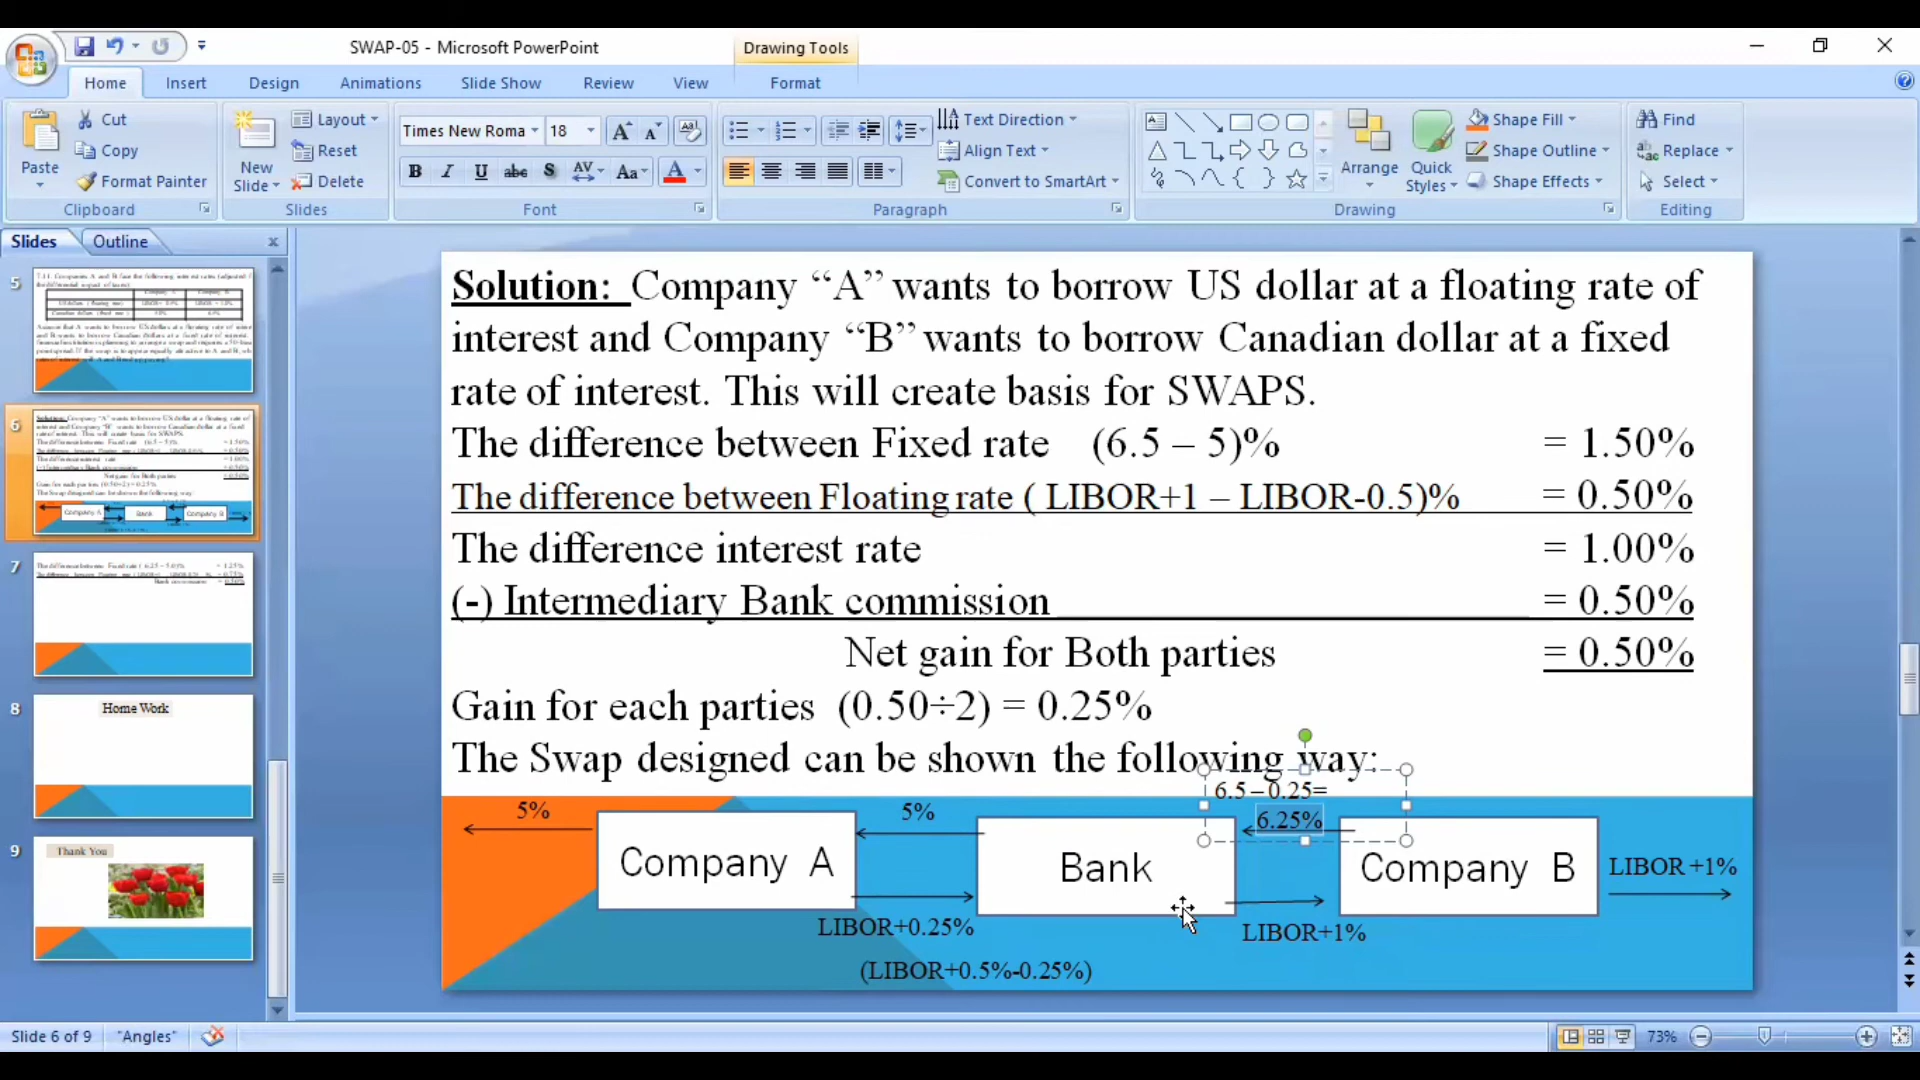 SWAP-05 - Microsoft PowerPoint
Drawing Tools
Home
Insert
Design
Animations
Slide Show
Review
View
Format
Paste
Cut
Copy
Format Painter
Clipboard
New
Slide
Layout
Reset
Delete
Slides
Times New Roma
18
Font
Text Direction
Align Text
Convert to SmartArt
Paragraph
Arrange
Quick
Styles
Shape Fill
Shape Outline
Shape Effects
Drawing
Find
Replace
Select
Editing
Slides
Outline
5
6
7
8
Home Work
9
Thank You
Solution: Company “A” wants to borrow US dollar at a floating rate of
interest and Company “B” wants to borrow Canadian dollar at a fixed
rate of interest. This will create basis for SWAPS.
The difference between Fixed rate (6.5 – 5)% = 1.50%
The difference between Floating rate ( LIBOR+1 – LIBOR-0.5)% = 0.50%
The difference interest rate = 1.00%
(-) Intermediary Bank commission = 0.50%
Net gain for Both parties = 0.50%
Gain for each parties (0.50÷2) = 0.25%
The Swap designed can be shown the following way:
6.5 – 0.25=
6.25%
5%
5%
Company A
Bank
Company B
LIBOR +1%
LIBOR+0.25%
LIBOR+1%
(LIBOR+0.5%-0.25%)
Slide 6 of 9
"Angles"
73%